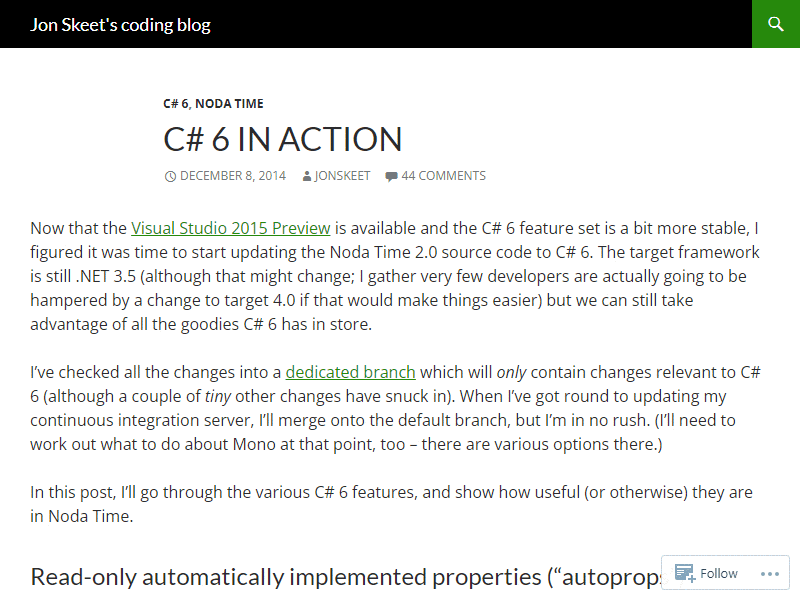 Jon Skeet's coding blog
C# 6, NODA TIME
C# 6 IN ACTION
DECEMBER 8, 2014 JONSKEET 44 COMMENTS
Now that the Visual Studio 2015 Preview is available and the C# 6 feature set is a bit more stable, I
figured it was time to start updating the Noda Time 2.0 source code to C# 6. The target framework
is still .NET 3.5 (although that might change; I gather very few developers are actually going to be
hampered by a change to target 4.0 if that would make things easier) but we can still take
advantage of all the goodies C# 6 has in store.
I’ve checked all the changes into a dedicated branch which will only contain changes relevant to C#
6 (although a couple of tiny other changes have snuck in). When I’ve got round to updating my
continuous integration server, I’ll merge onto the default branch, but I’m in no rush. (I’ll need to
work out what to do about Mono at that point, too – there are various options there.)
In this post, I’ll go through the various C# 6 features, and show how useful (or otherwise) they are
in Noda Time.
Read-only automatically implemented properties (“autoprops
Follow